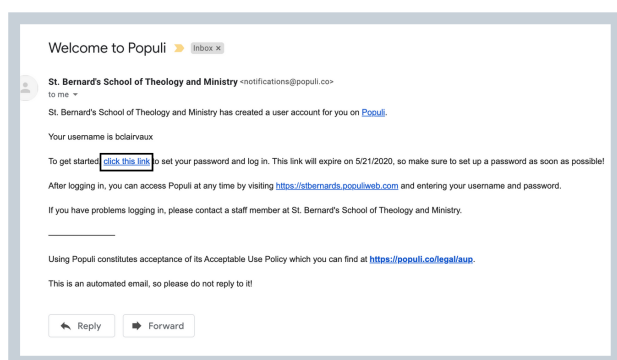 Welcome to Populi Inbox x
St. Bernard's School of Theology and Ministry <notifications@populi.co>
to me
St. Bernard's School of Theology and Ministry has created a user account for you on Populi.
Your username is bclairvaux
To get started, click this link to set your password and log in. This link will expire on 5/21/2020, so make sure to set up a password as soon as possible!
After logging in, you can access Populi at any time by visiting https://stbernards.populiweb.com and entering your username and password.
If you have problems logging in, please contact a staff member at St. Bernard's School of Theology and Ministry.
Using Populi constitutes acceptance of its Acceptable Use Policy which you can find at https://populi.co/legal/aup.
This is an automated email, so please do not reply to it!
Reply Forward